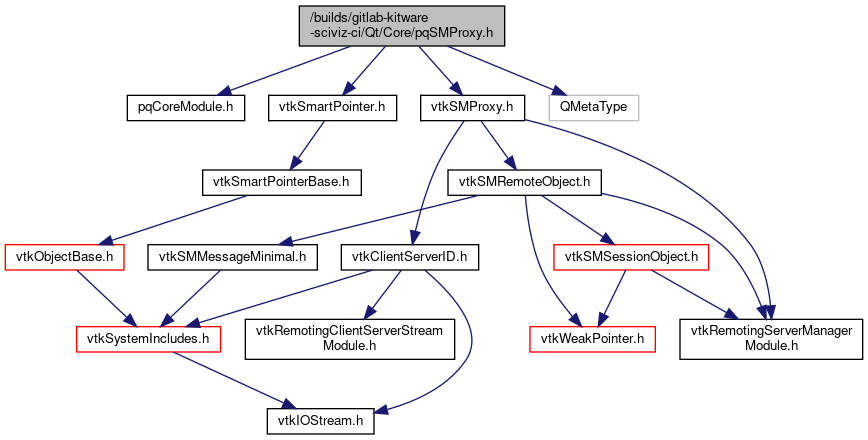 /builds/gitlab-kitware
-sciviz-ci/Qt/Core/pqSMProxy.h
pqCoreModule.h
vtkSmartPointer.h
vtkSMProxy.h
QMetaType
vtkSmartPointerBase.h
vtkSMRemoteObject.h
vtkObjectBase.h
vtkSMMessageMinimal.h
vtkClientServerID.h
vtkSMSessionObject.h
vtkSystemIncludes.h
vtkRemotingClientServerStream
Module.h
vtkWeakPointer.h
vtkRemotingServerManager
Module.h
vtkIOStream.h